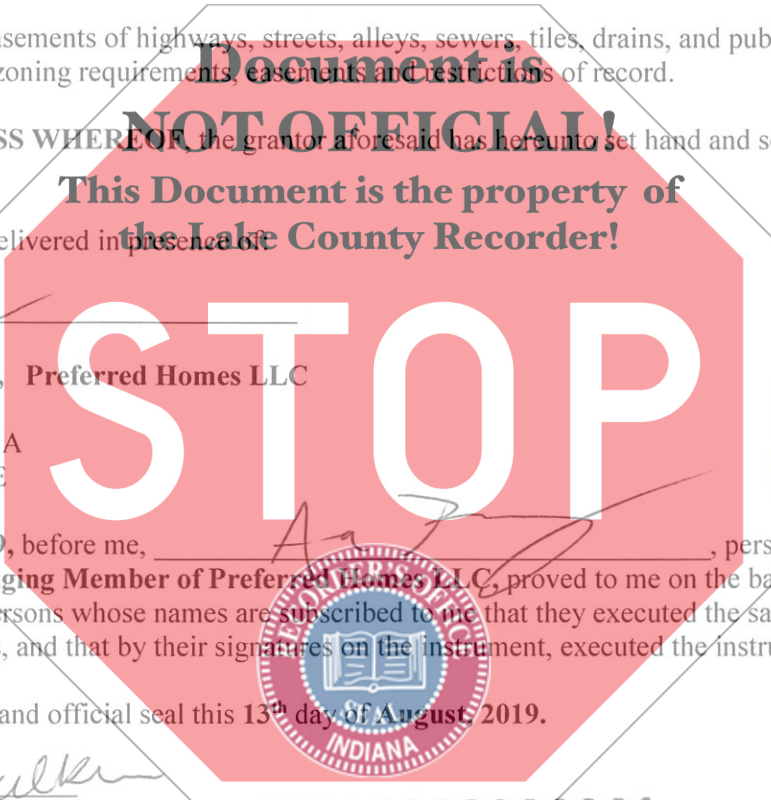 asements of highways, streets, alleys, sewers, tiles, drains, and pub
Document is
zoning requirements, easements and restrictions of record.
NOT OFFICIAL!
SS WHEREOF, the grantor aforesaid has hereunto set hand and se
This Document is the property of
the Lake County Recorder!
elivered in presence of:
STOP
, Preferred Homes LLC
A
E
9, before me, , pers
ging Member of Preferred Homes LLC, proved to me on the ba
ersons whose names are subscribed to me that they executed the sa
s, and that by their signatures on the instrument, executed the instru
and official seal this 13th day of August, 2019.
RECORDER'S OFFICE
SEAL
INDIANA